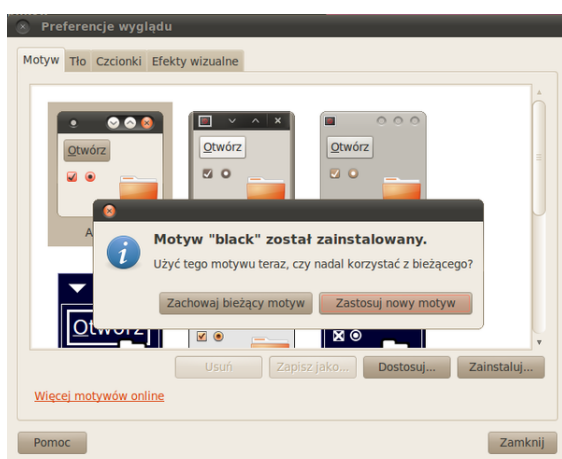 Preferencje wyglądu
Motyw Tło Czcionki Efekty wizualne
Otwórz Otwórz Otwórz
A
Motyw "black" został zainstalowany.
Użyć tego motywu teraz, czy nadal korzystać z bieżącego?
Zachowaj bieżący motyw Zastosuj nowy motyw
Otwórz
Usuń Zapisz jako... Dostosuj... Zainstaluj...
Więcej motywów online
Pomoc Zamknij